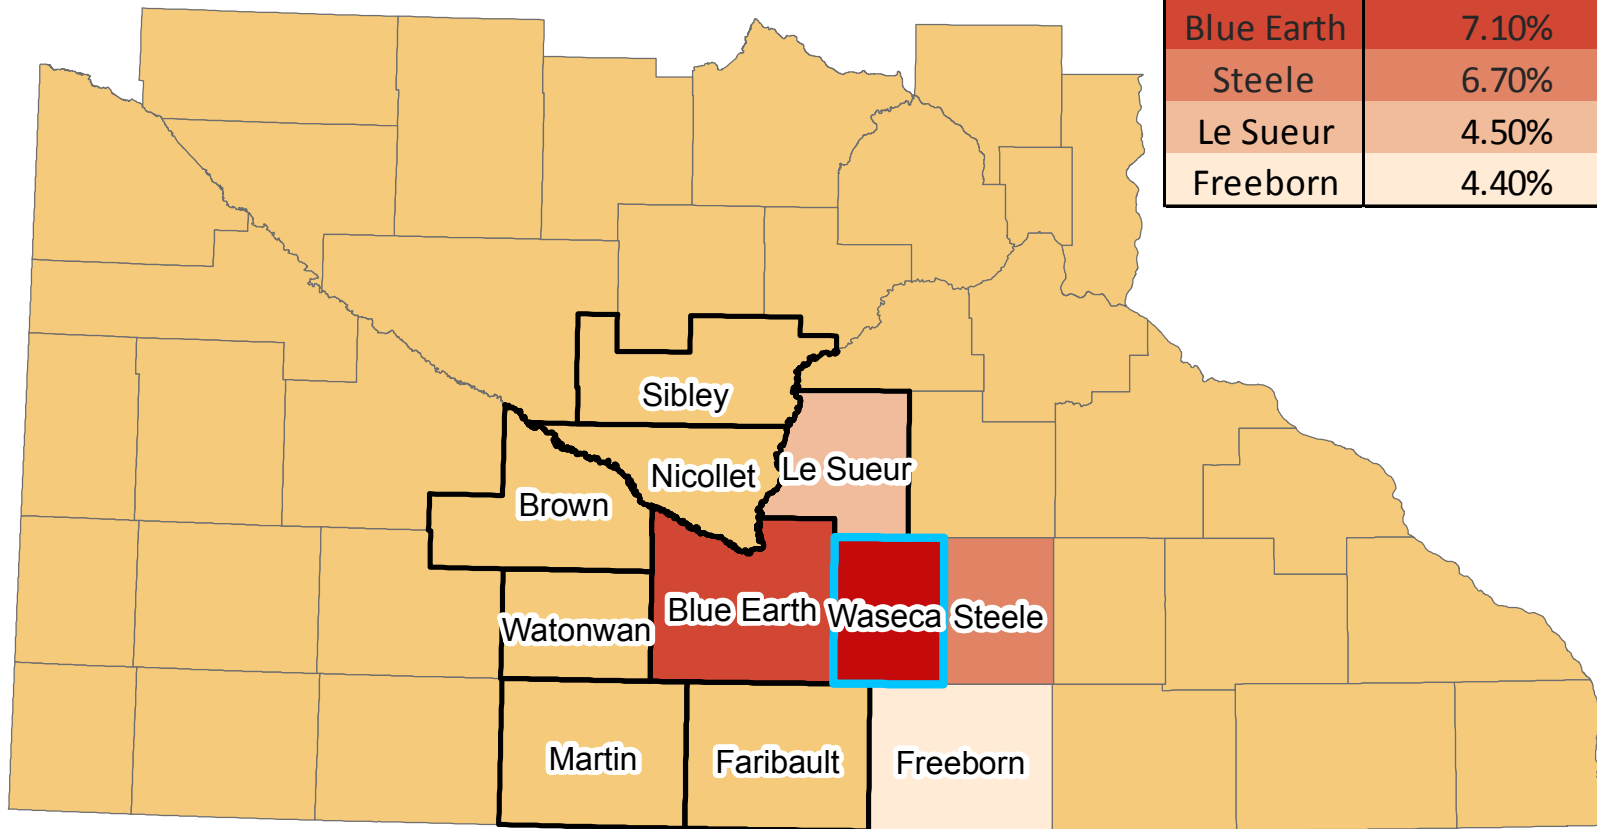 Blue Earth 7.10%
Steele 6.70%
Le Sueur 4.50%
Freeborn 4.40%
Sibley
Nicollet
Le Sueur
Brown
Blue Earth
Waseca
Steele
Watonwan
Martin
Faribault
Freeborn